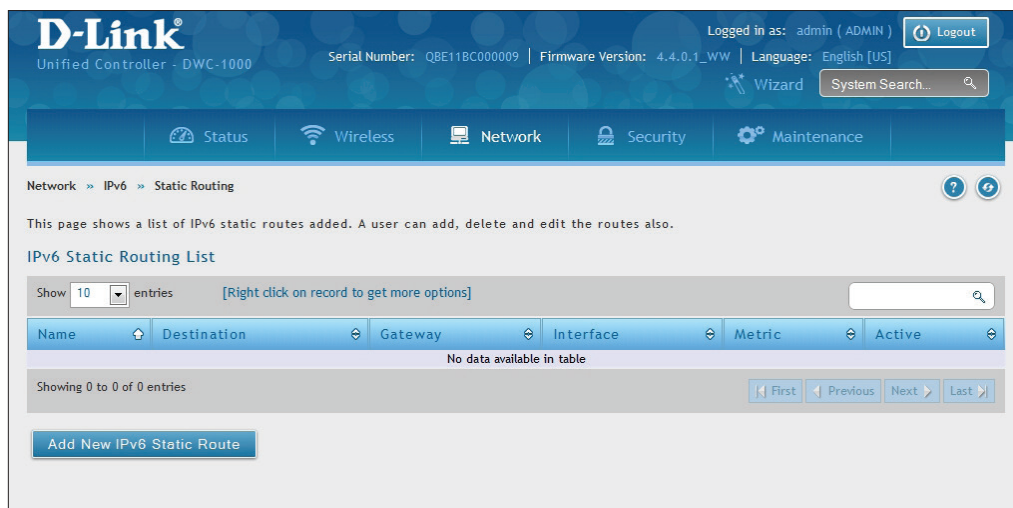 D-Link®
Unified Controller - DWC-1000
Logged in as: admin ( ADMIN ) Logout
Serial Number: QBE11BC000009 | Firmware Version: 4.4.0.1_WW | Language: English [US]
Wizard System Search...
Status Wireless Network Security Maintenance
Network » IPv6 » Static Routing ?
This page shows a list of IPv6 static routes added. A user can add, delete and edit the routes also.
IPv6 Static Routing List
Show 10 entries [Right click on record to get more options]
Name Destination Gateway Interface Metric Active
No data available in table
Showing 0 to 0 of 0 entries First Previous Next Last
Add New IPv6 Static Route